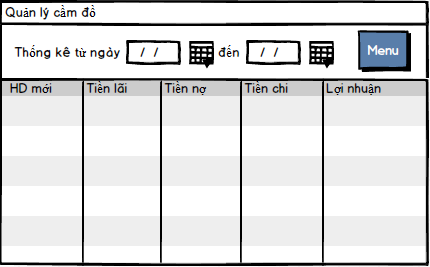 Quản lý cầm đồ
Thống kê từ ngày / / đến / / Menu
HD mới Tiền lãi Tiền nợ Tiền chi Lợi nhuận